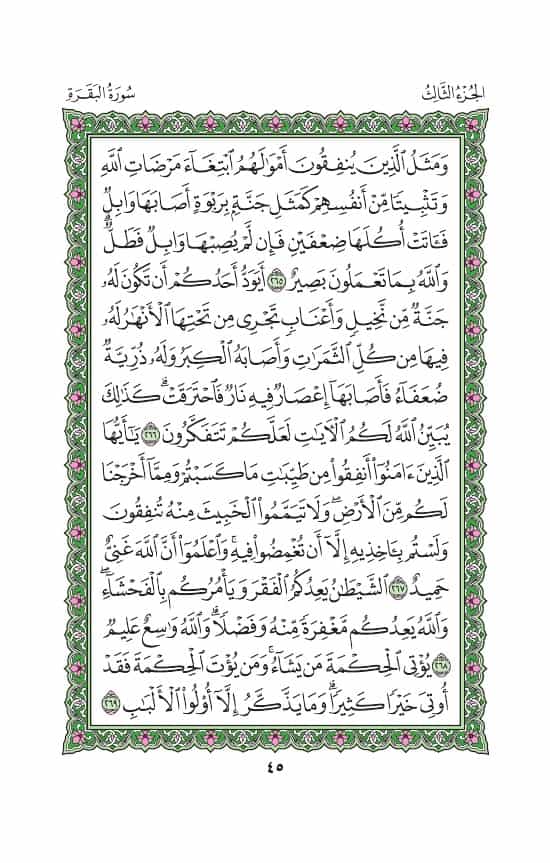 الجُزْءُ الثَّالِثُ
سُورَةُ البَقَرَةِ
وَمَثَلُ ٱلَّذِينَ يُنفِقُونَ أَمْوَٰلَهُمُ ٱبْتِغَآءَ مَرْضَاتِ ٱللَّهِ
وَتَثْبِيتًا مِّنْ أَنفُسِهِمْ كَمَثَلِ جَنَّةٍۭ بِرَبْوَةٍ أَصَابَهَا وَابِلٌ
فَـَٔاتَتْ أُكُلَهَا ضِعْفَيْنِ فَإِن لَّمْ يُصِبْهَا وَابِلٌ فَطَلٌّ ۗ
وَٱللَّهُ بِمَا تَعْمَلُونَ بَصِيرٌ ٢٦٥ أَيَوَدُّ أَحَدُكُمْ أَن تَكُونَ لَهُۥ
جَنَّةٌ مِّن نَّخِيلٍ وَأَعْنَابٍ تَجْرِى مِن تَحْتِهَا ٱلْأَنْهَٰرُ لَهُۥ
فِيهَا مِن كُلِّ ٱلثَّمَرَٰتِ وَأَصَابَهُ ٱلْكِبَرُ وَلَهُۥ ذُرِّيَّةٌ
ضُعَفَآءُ فَأَصَابَهَآ إِعْصَارٌ فِيهِ نَارٌ فَٱحْتَرَقَتْ ۗ كَذَٰلِكَ
يُبَيِّنُ ٱللَّهُ لَكُمُ ٱلْـَٔايَٰتِ لَعَلَّكُمْ تَتَفَكَّرُونَ ٢٦٦ يَٰٓأَيُّهَا
ٱلَّذِينَ ءَامَنُوٓا۟ أَنفِقُوا۟ مِن طَيِّبَٰتِ مَا كَسَبْتُمْ وَمِمَّآ أَخْرَجْنَا
لَكُم مِّنَ ٱلْأَرْضِ ۖ وَلَا تَيَمَّمُوا۟ ٱلْخَبِيثَ مِنْهُ تُنفِقُونَ
وَلَسْتُم بِـَٔاخِذِيهِ إِلَّآ أَن تُغْمِضُوا۟ فِيهِ ۚ وَٱعْلَمُوٓا۟ أَنَّ ٱللَّهَ غَنِىٌّ
حَمِيدٌ ٢٦٧ ٱلشَّيْطَٰنُ يَعِدُكُمُ ٱلْفَقْرَ وَيَأْمُرُكُم بِٱلْفَحْشَآءِ ۖ
وَٱللَّهُ يَعِدُكُم مَّغْفِرَةً مِّنْهُ وَفَضْلًا ۗ وَٱللَّهُ وَٰسِعٌ عَلِيمٌ
٢٦٨ يُؤْتِى ٱلْحِكْمَةَ مَن يَشَآءُ ۚ وَمَن يُؤْتَ ٱلْحِكْمَةَ فَقَدْ
أُوتِىَ خَيْرًا كَثِيرًا ۗ وَمَا يَذَّكَّرُ إِلَّآ أُو۟لُوا۟ ٱلْأَلْبَٰبِ ٢٦٩
٤٥